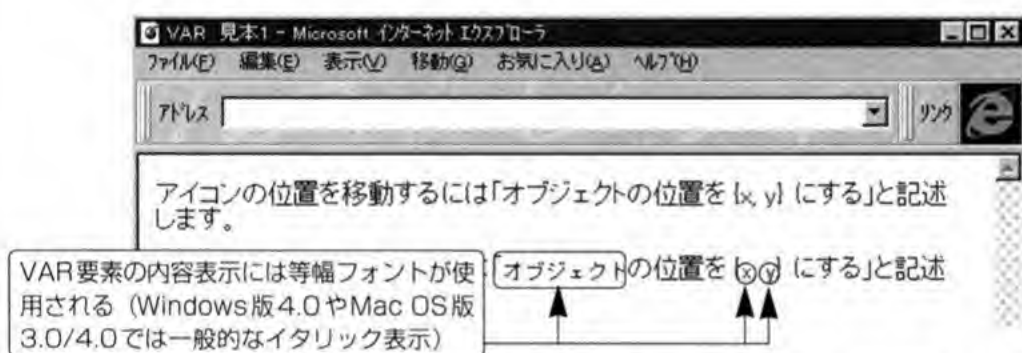 VAR 見本1 - Microsoft インターネット エクスプローラ
ファイル(F) 編集(E) 表示(V) 移動(G) お気に入り(A) ヘルプ(H)
アドレス
リンク
アイコンの位置を移動するには「オブジェクトの位置を {x, y} にする」と記述
します。
「オブジェクトの位置を {x, y} にする」と記述
VAR要素の内容表示には等幅フォントが使
用される(Windows版4.0やMac OS版
3.0/4.0では一般的なイタリック表示)